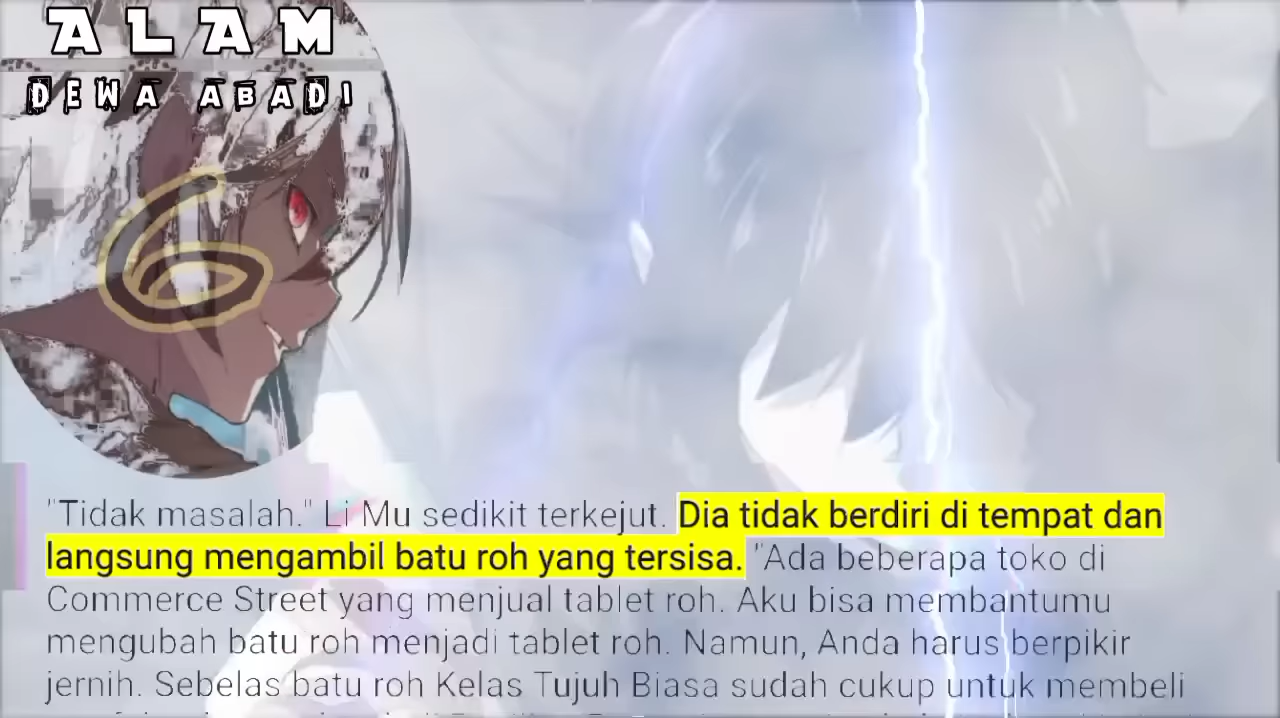 ALAM
DEWA ABADI
"Tidak masalah." Li Mu sedikit terkejut. Dia tidak berdiri di tempat dan
langsung mengambil batu roh yang tersisa. "Ada beberapa toko di
Commerce Street yang menjual tablet roh. Aku bisa membantumu
mengubah batu roh menjadi tablet roh. Namun, Anda harus berpikir
jernih. Sebelas batu roh Kelas Tujuh Biasa sudah cukup untuk membeli